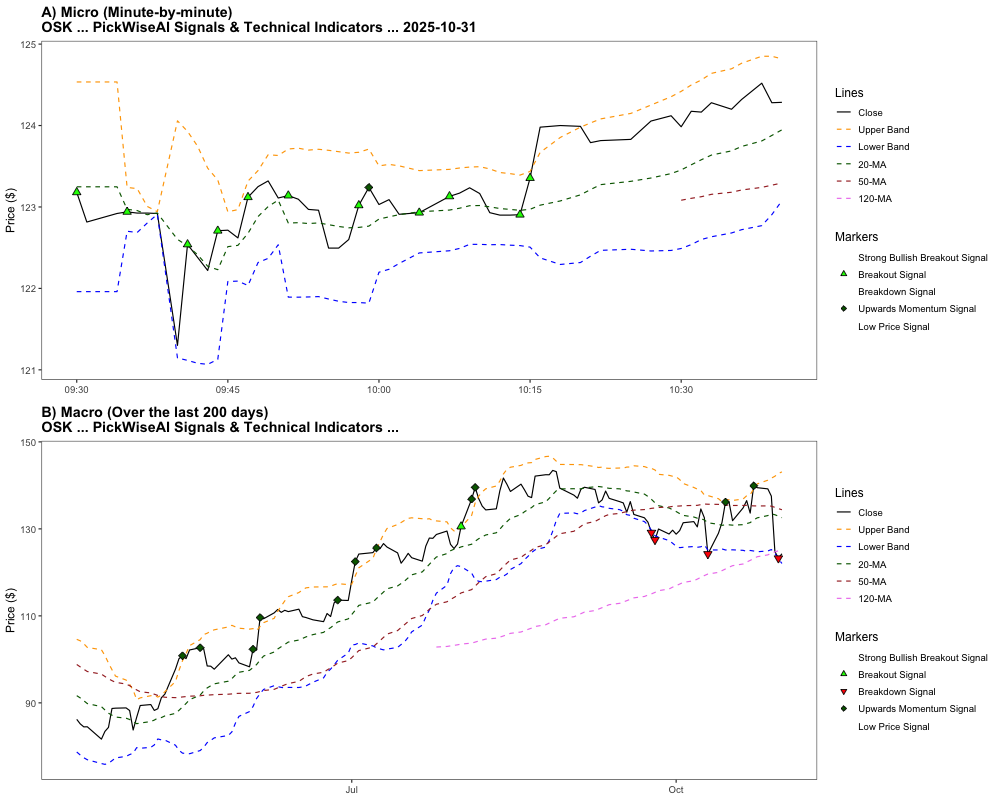 A) Micro (Minute-by-minute)
OSK ... PickWiseAI Signals & Technical Indicators ... 2025-10-31
Price ($)
125
124
123
122
121
09:30
09:45
10:00
10:15
10:30
Lines
Close
Upper Band
Lower Band
20-MA
50-MA
120-MA
Markers
Strong Bullish Breakout Signal
Breakout Signal
Breakdown Signal
Upwards Momentum Signal
Low Price Signal
B) Macro (Over the last 200 days)
OSK ... PickWiseAI Signals & Technical Indicators ...
Price ($)
150
130
110
90
Jul
Oct
Lines
Close
Upper Band
Lower Band
20-MA
50-MA
120-MA
Markers
Strong Bullish Breakout Signal
Breakout Signal
Breakdown Signal
Upwards Momentum Signal
Low Price Signal